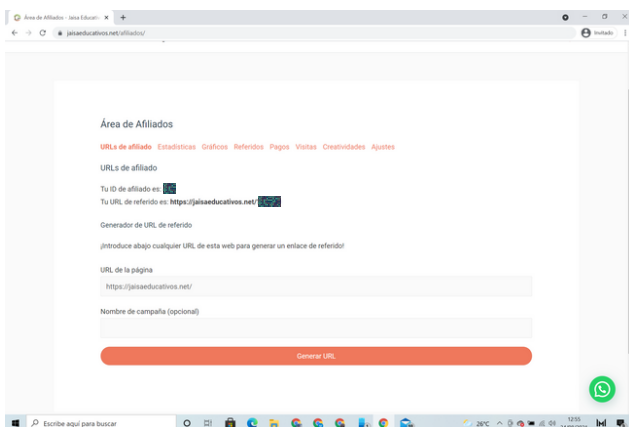 Área de Afiliados - Jaisa Educati
jaisaeducativos.net/afiliados/
Invitado
Área de Afiliados
URLs de afiliado Estadísticas Gráficos Referidos Pagos Visitas Creatividades Ajustes
URLs de afiliado
Tu ID de afiliado es:
Tu URL de referido es: https://jaisaeducativos.net/
Generador de URL de referido
¡Introduce abajo cualquier URL de esta web para generar un enlace de referido!
URL de la página
https://jaisaeducativos.net/
Nombre de campaña (opcional)
Generar URL
Escribe aquí para buscar
26°C
12:55